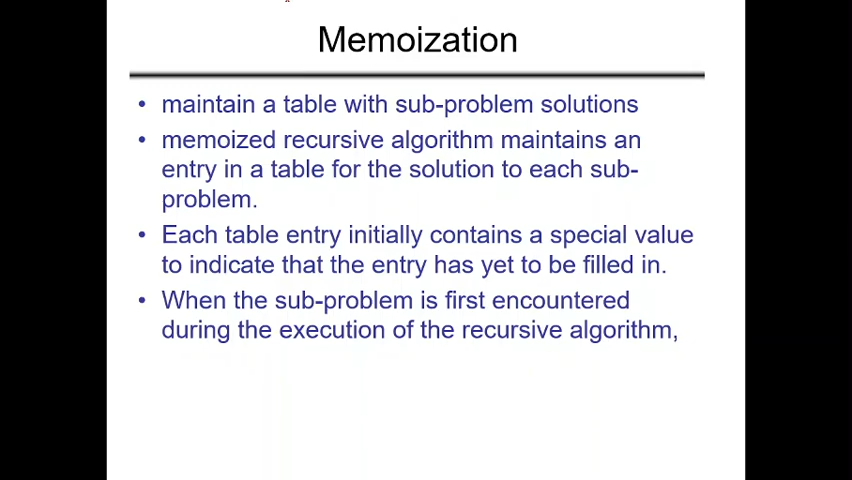 Memoization
• maintain a table with sub-problem solutions
• memoized recursive algorithm maintains an
entry in a table for the solution to each sub-
problem.
• Each table entry initially contains a special value
to indicate that the entry has yet to be filled in.
• When the sub-problem is first encountered
during the execution of the recursive algorithm,